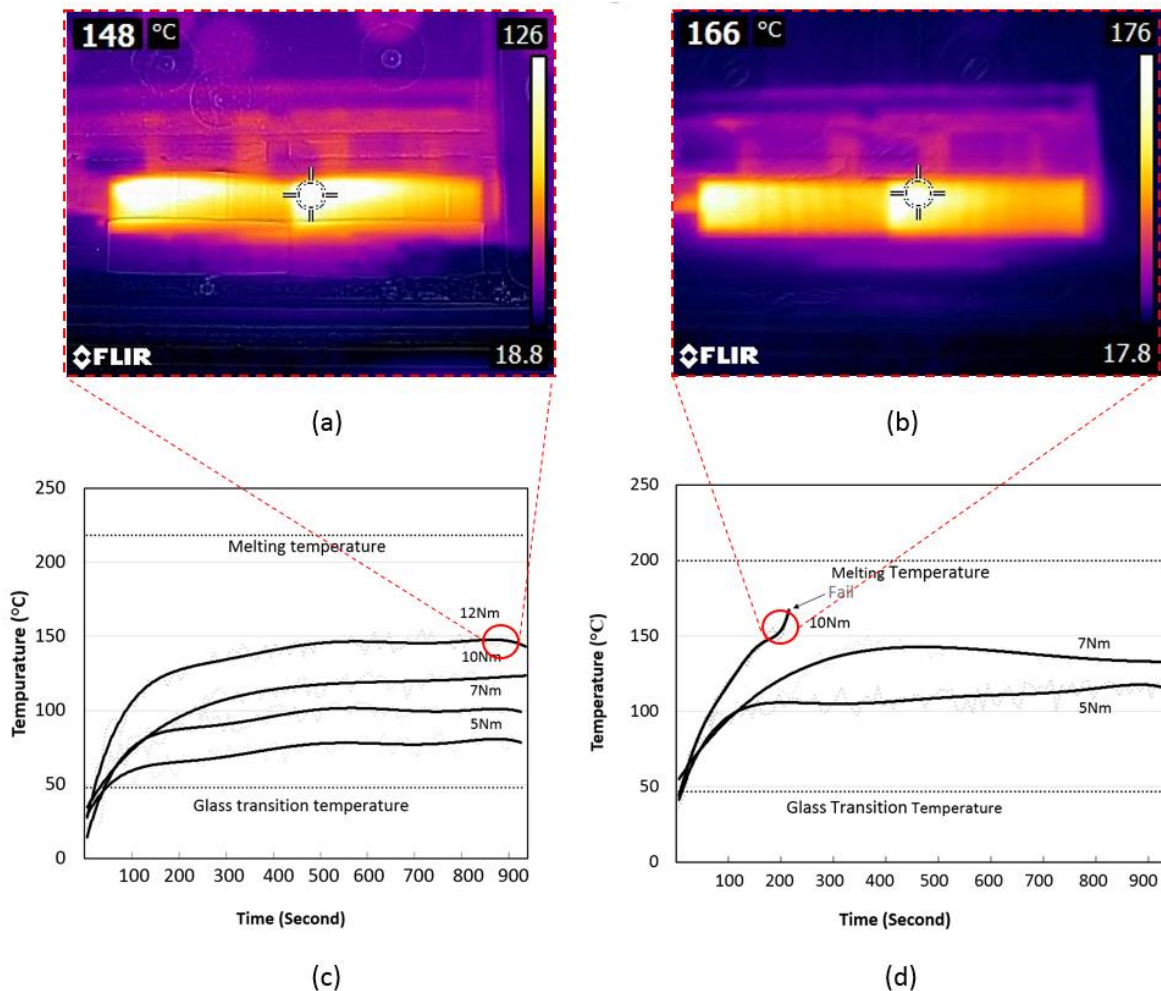 148 °C
126
FLIR
18.8
(a)
166 °C
176
FLIR
17.8
(b)
250
200
150
100
50
0
Tempurature (°C)
Melting temperature
12Nm
10Nm
7Nm
5Nm
Glass transition temperature
100 200 300 400 500 600 700 800 900
Time (Second)
(c)
250
200
150
100
50
0
Temperature (°C)
Melting Temperature
Fail
10Nm
7Nm
5Nm
Glass Transition Temperature
100 200 300 400 500 600 700 800 900
Time (Second)
(d)